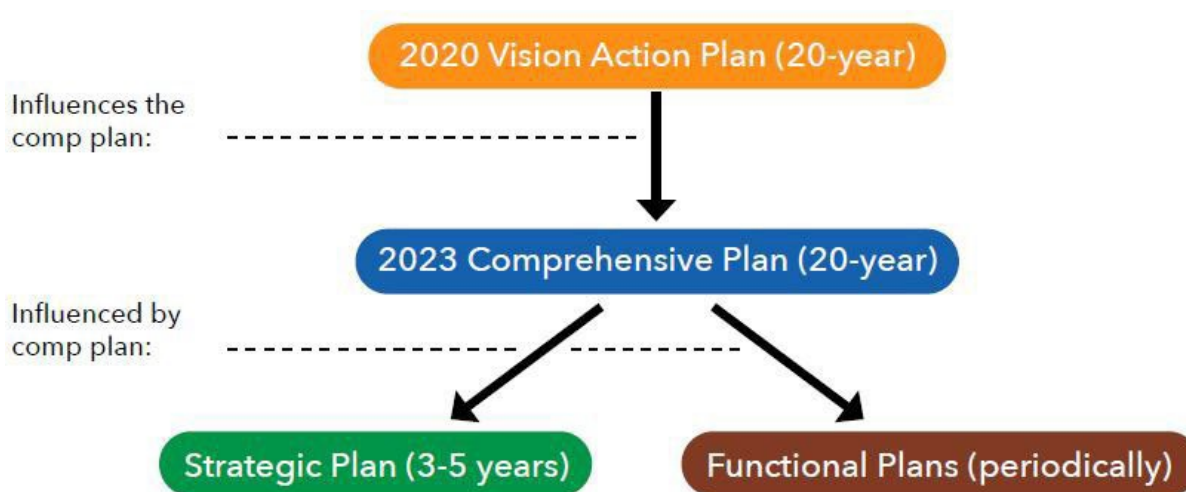 2020 Vision Action Plan (20-year)
Influences the
comp plan:
2023 Comprehensive Plan (20-year)
Influenced by
comp plan:
Strategic Plan (3-5 years)
Functional Plans (periodically)